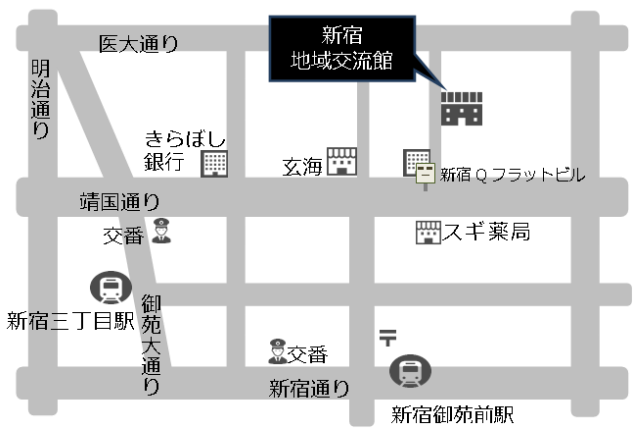 新宿
地域交流館
医大通り
明治通り
きらぼし
銀行
玄海
新宿Qフラットビル
靖国通り
交番
スギ薬局
新宿三丁目駅
御苑大通り
〒
交番
新宿通り
新宿御苑前駅